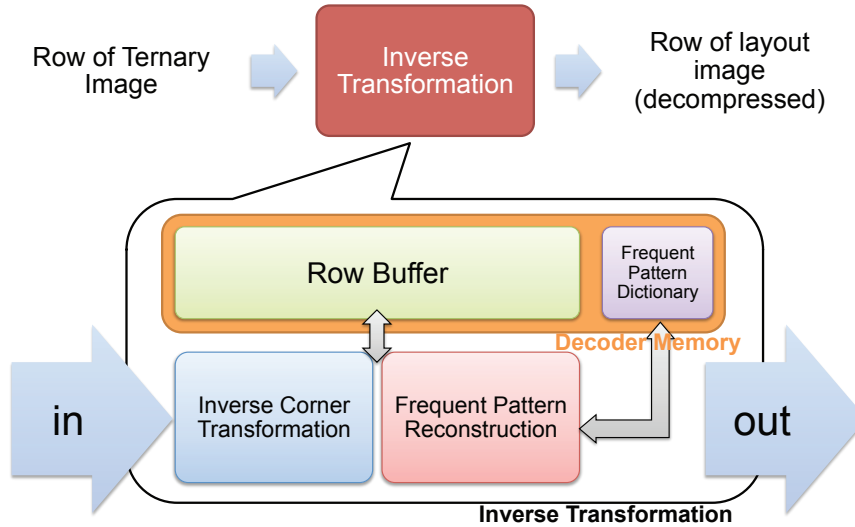 Row of Ternary
Image
Inverse
Transformation
Row of layout
image
(decompressed)
Row Buffer
Frequent
Pattern
Dictionary
Decoder Memory
in
Inverse Corner
Transformation
Frequent Pattern
Reconstruction
out
Inverse Transformation